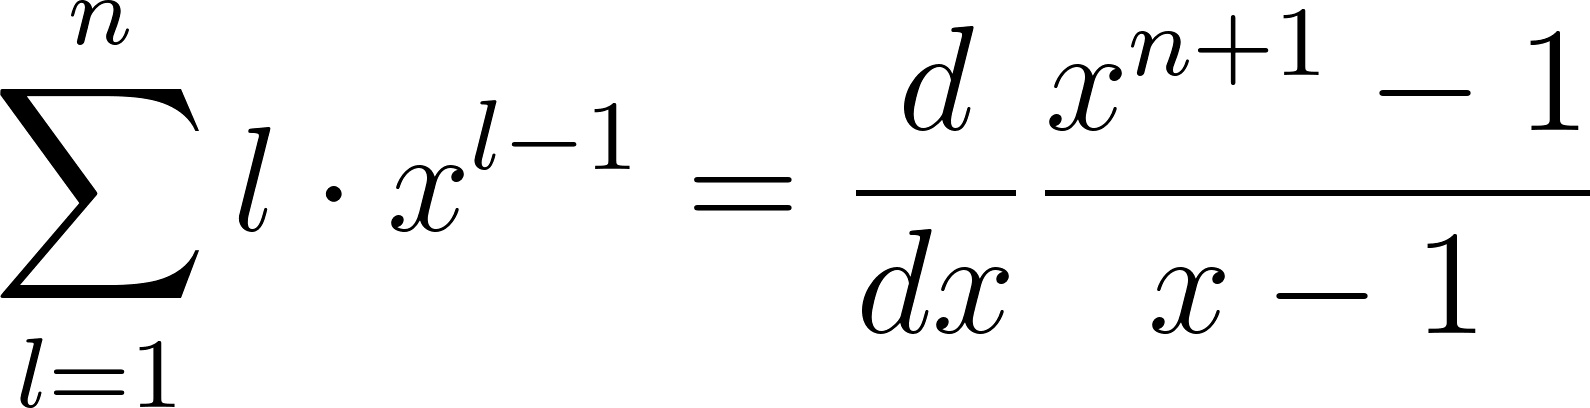 \sum_{l=1}^{n} l \cdot x^{l-1} = \frac{d}{dx} \frac{x^{n+1} - 1}{x - 1}